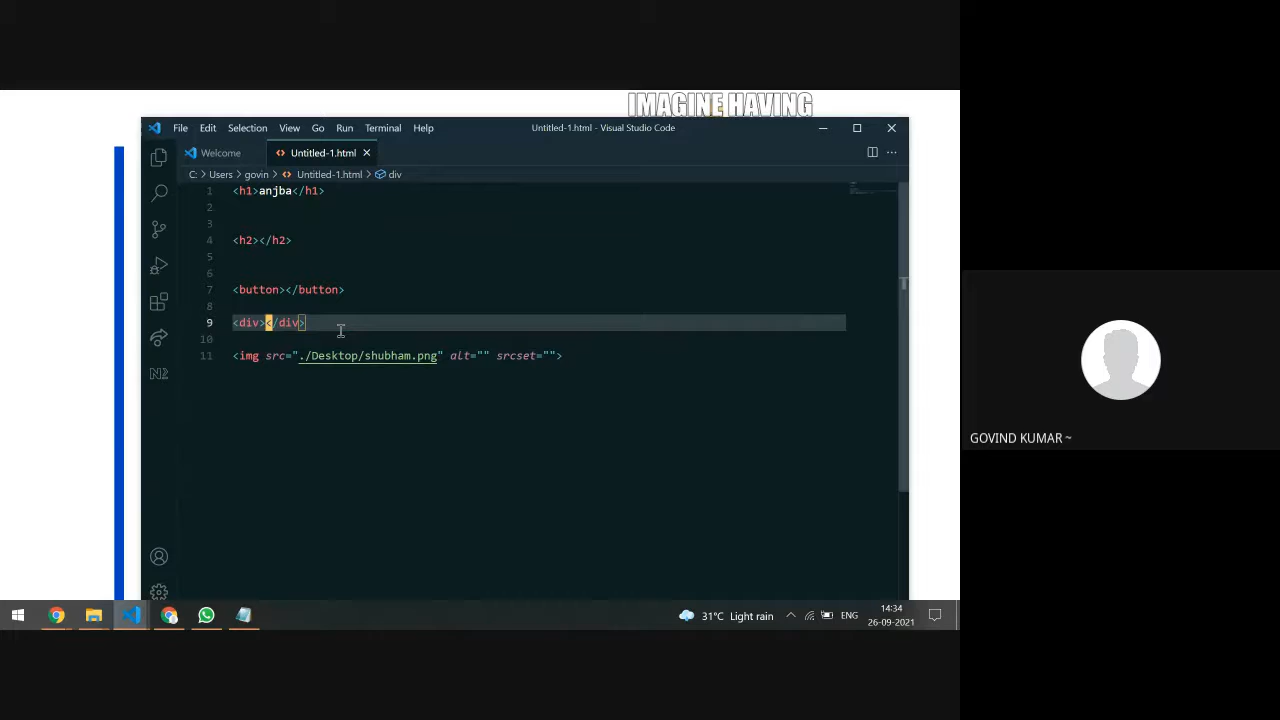 IMAGINE HAVING
File Edit Selection View Go Run Terminal Help
Untitled-1.html - Visual Studio Code
Welcome
Untitled-1.html
C: > Users > govin > Untitled-1.html > div
1 <h1>anjba</h1>
2
3
4 <h2></h2>
5
6
7 <button></button>
8
9 <div></div>
10
11 <img src="./Desktop/shubham.png" alt="" srcset="">
GOVIND KUMAR ~
31°C Light rain
ENG
14:34
26-09-2021